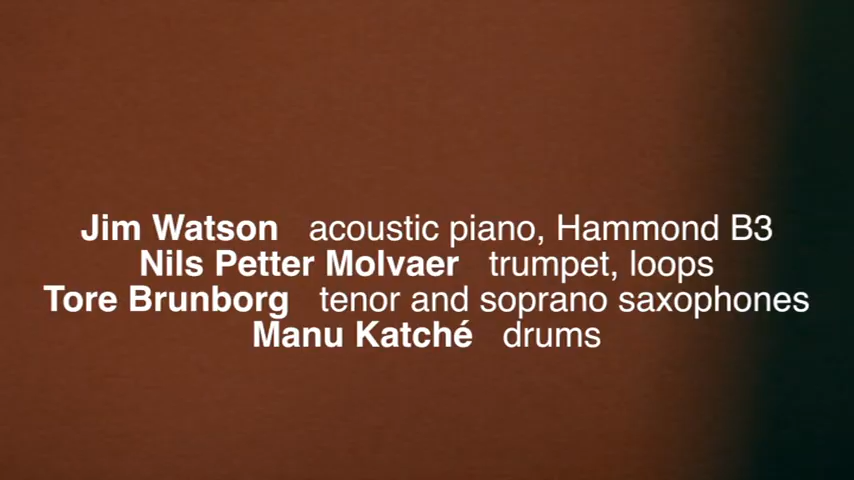 Jim Watson acoustic piano, Hammond B3
Nils Petter Molvaer trumpet, loops
Tore Brunborg tenor and soprano saxophones
Manu Katché drums